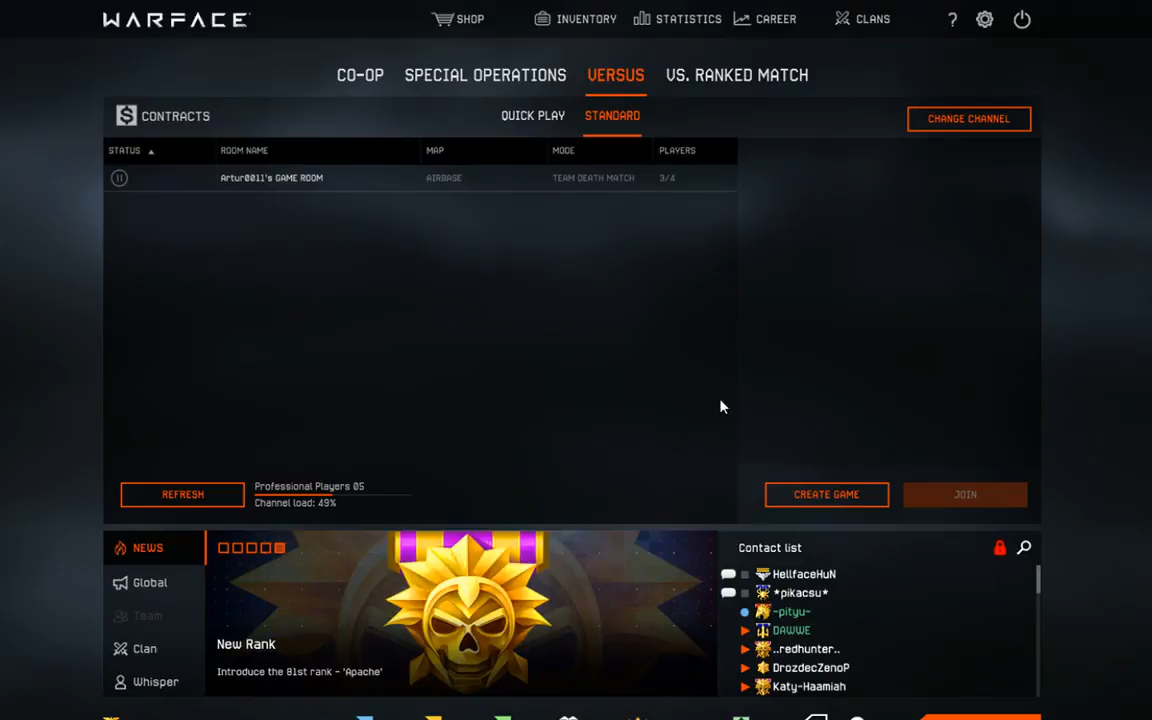 WARFACE
SHOP
INVENTORY
STATISTICS
CAREER
CLANS
?
CO-OP
SPECIAL OPERATIONS
VERSUS
VS. RANKED MATCH
$ CONTRACTS
QUICK PLAY
STANDARD
CHANGE CHANNEL
STATUS
ROOM NAME
MAP
MODE
PLAYERS
Artur0011's GAME ROOM
AIRBASE
TEAM DEATH MATCH
3/4
REFRESH
Professional Players 05
Channel load: 49%
CREATE GAME
JOIN
NEWS
Global
Team
Clan
Whisper
New Rank
Introduce the 81st rank - 'Apache'
Contact list
HellfaceHuN
*pikacsu*
-pityu-
DAWWE
..redhunter..
DrozdecZenoP
Katy-Haamiah